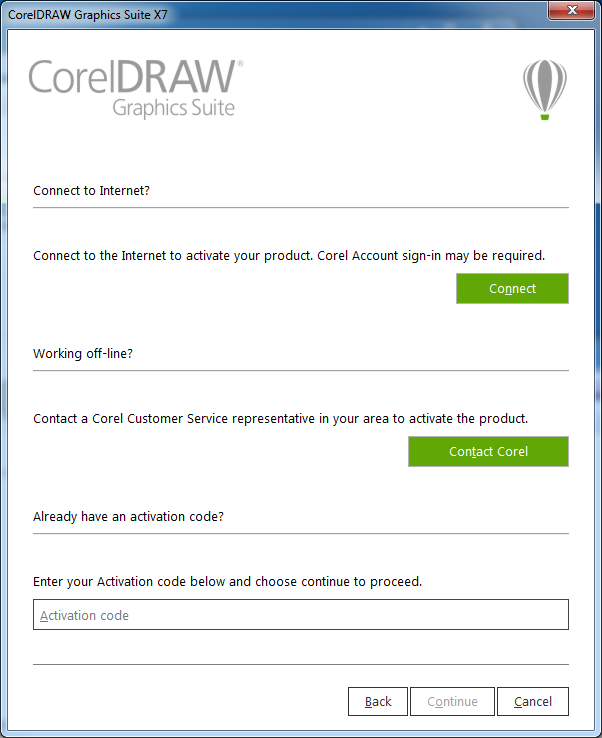 CorelDRAW Graphics Suite X7
CorelDRAW®
Graphics Suite
Connect to Internet?
Connect to the Internet to activate your product. Corel Account sign-in may be required.
Connect
Working off-line?
Contact a Corel Customer Service representative in your area to activate the product.
Contact Corel
Already have an activation code?
Enter your Activation code below and choose continue to proceed.
Activation code
Back Continue Cancel